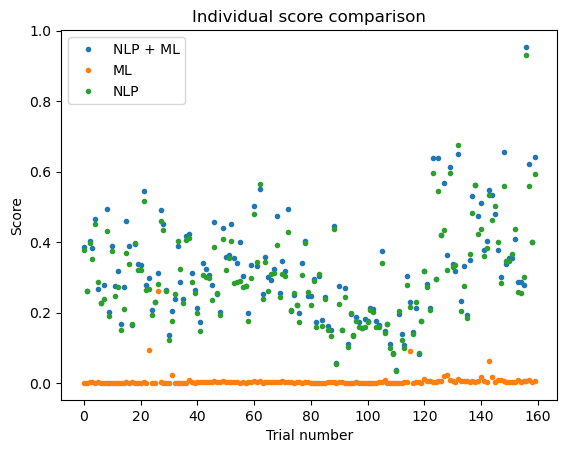 Individual score comparison
NLP + ML
ML
NLP
Score
1.0
0.8
0.6
0.4
0.2
0.0
0 20 40 60 80 100 120 140 160
Trial number